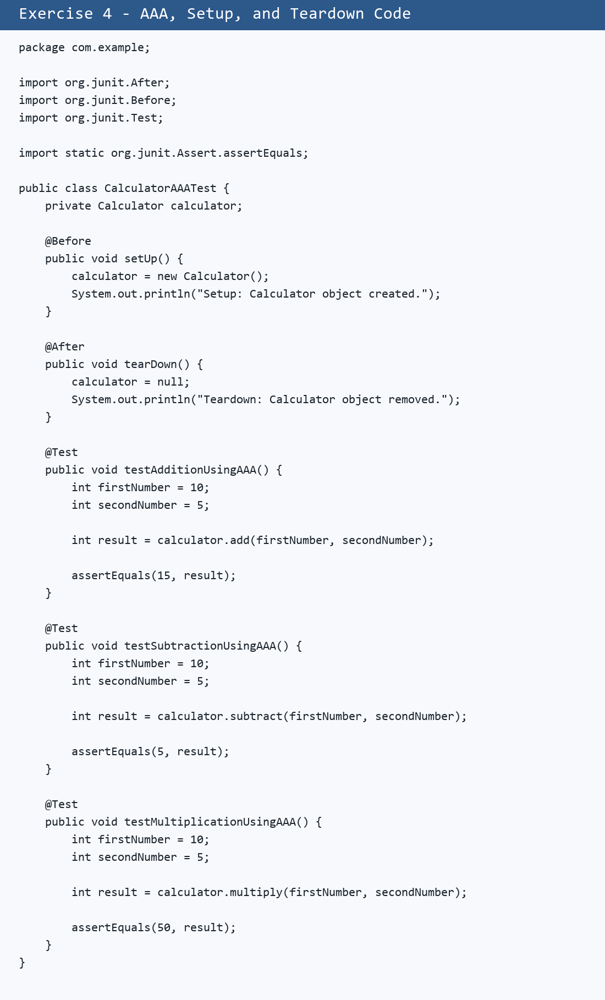 Exercise 4 - AAA, Setup, and Teardown Code
package com.example;
import org.junit.After;
import org.junit.Before;
import org.junit.Test;
import static org.junit.Assert.assertEquals;
public class CalculatorAAATest {
    private Calculator calculator;
    @Before
    public void setUp() {
        calculator = new Calculator();
        System.out.println("Setup: Calculator object created.");
    }
    @After
    public void tearDown() {
        calculator = null;
        System.out.println("Teardown: Calculator object removed.");
    }
    @Test
    public void testAdditionUsingAAA() {
        int firstNumber = 10;
        int secondNumber = 5;
        int result = calculator.add(firstNumber, secondNumber);
        assertEquals(15, result);
    }
    @Test
    public void testSubtractionUsingAAA() {
        int firstNumber = 10;
        int secondNumber = 5;
        int result = calculator.subtract(firstNumber, secondNumber);
        assertEquals(5, result);
    }
    @Test
    public void testMultiplicationUsingAAA() {
        int firstNumber = 10;
        int secondNumber = 5;
        int result = calculator.multiply(firstNumber, secondNumber);
        assertEquals(50, result);
    }
}